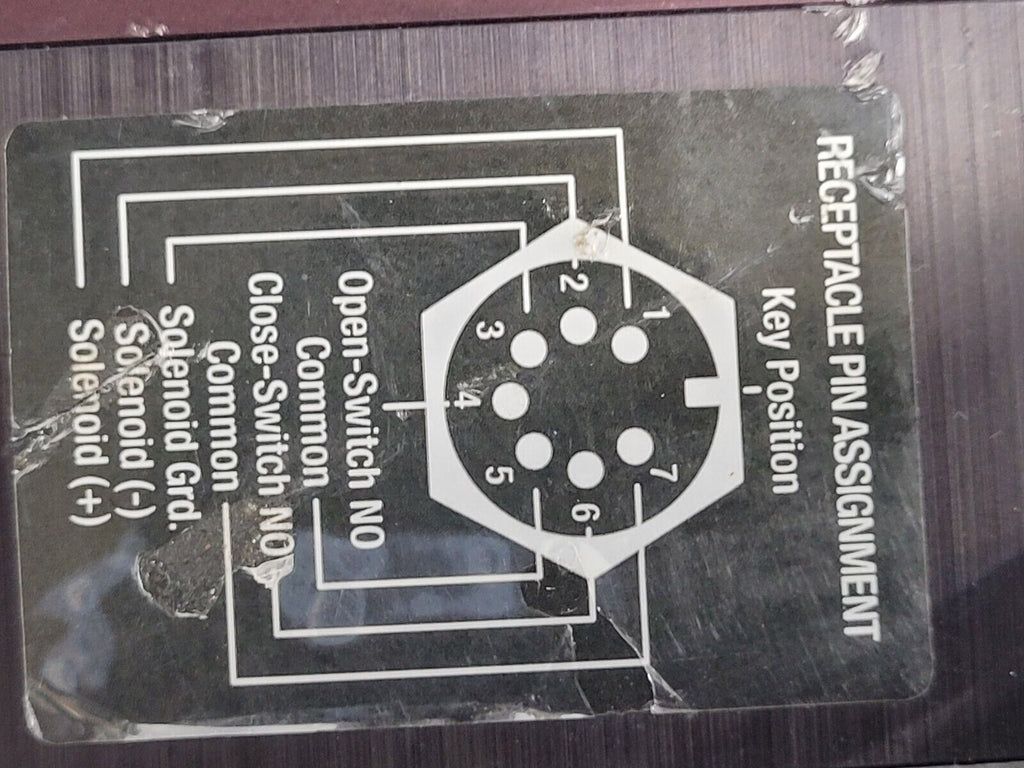 RECEPTACLE PIN ASSIGNMENT
Key Position
1 7
2 6
3 5
4
Open-Switch NO
Common
Close-Switch NO
Common
Solenoid Grd.
Solenoid (-)
Solenoid (+)